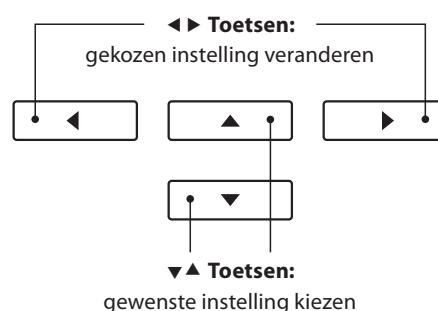 ◀ ▶ Toetsen:
gekozen instelling veranderen
◀ ▲ ▶
▼
▼▲ Toetsen:
gewenste instelling kiezen